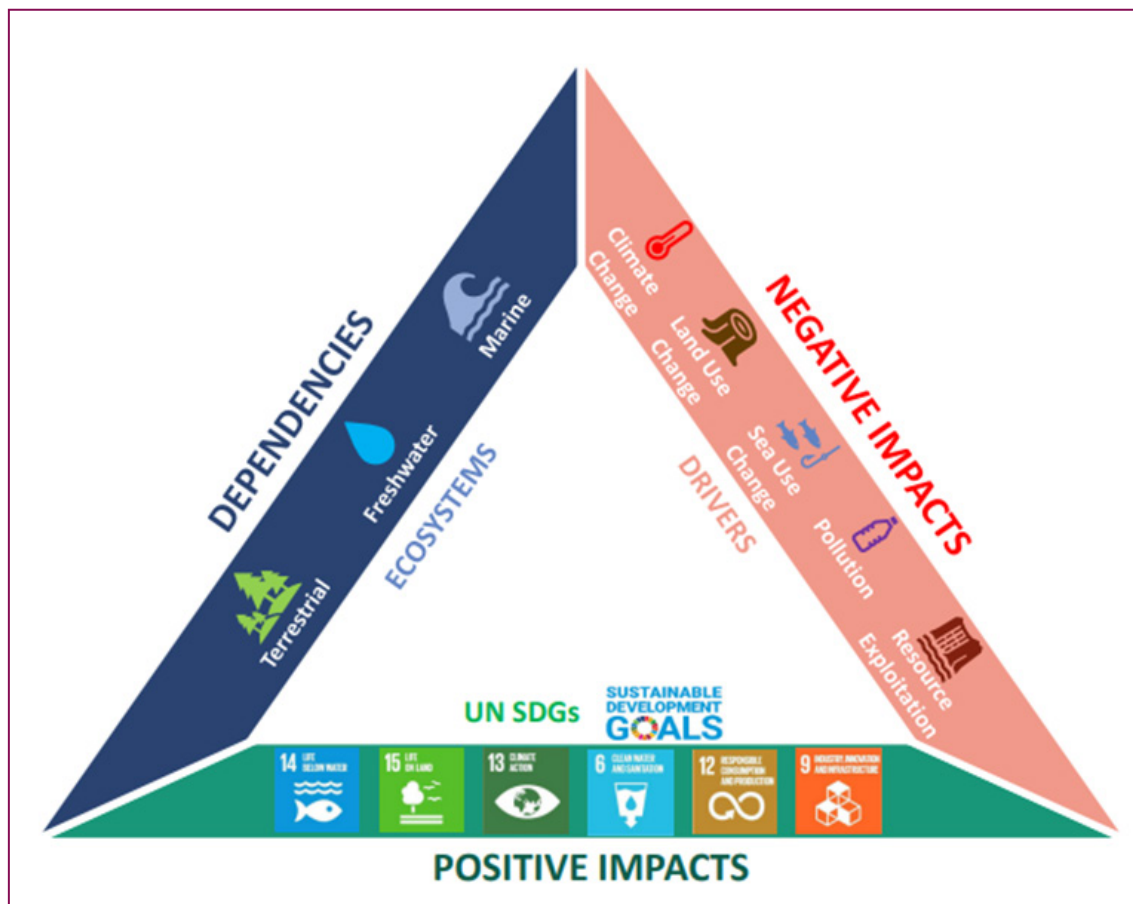 DEPENDENCIES
Marine
Freshwater
Terrestrial
ECOSYSTEMS
NEGATIVE IMPACTS
Climate
Change
Land Use
Change
Sea Use
Change
Pollution
Resource
Exploitation
DRIVERS
UN SDGs
SUSTAINABLE
DEVELOPMENT
GOALS
14 LIFE
BELOW WATER
15 LIFE
ON LAND
13 CLIMATE
ACTION
6 CLEAN WATER
AND SANITATION
12 RESPONSIBLE
CONSUMPTION
AND PRODUCTION
9 INDUSTRY, INNOVATION
AND INFRASTRUCTURE
POSITIVE IMPACTS